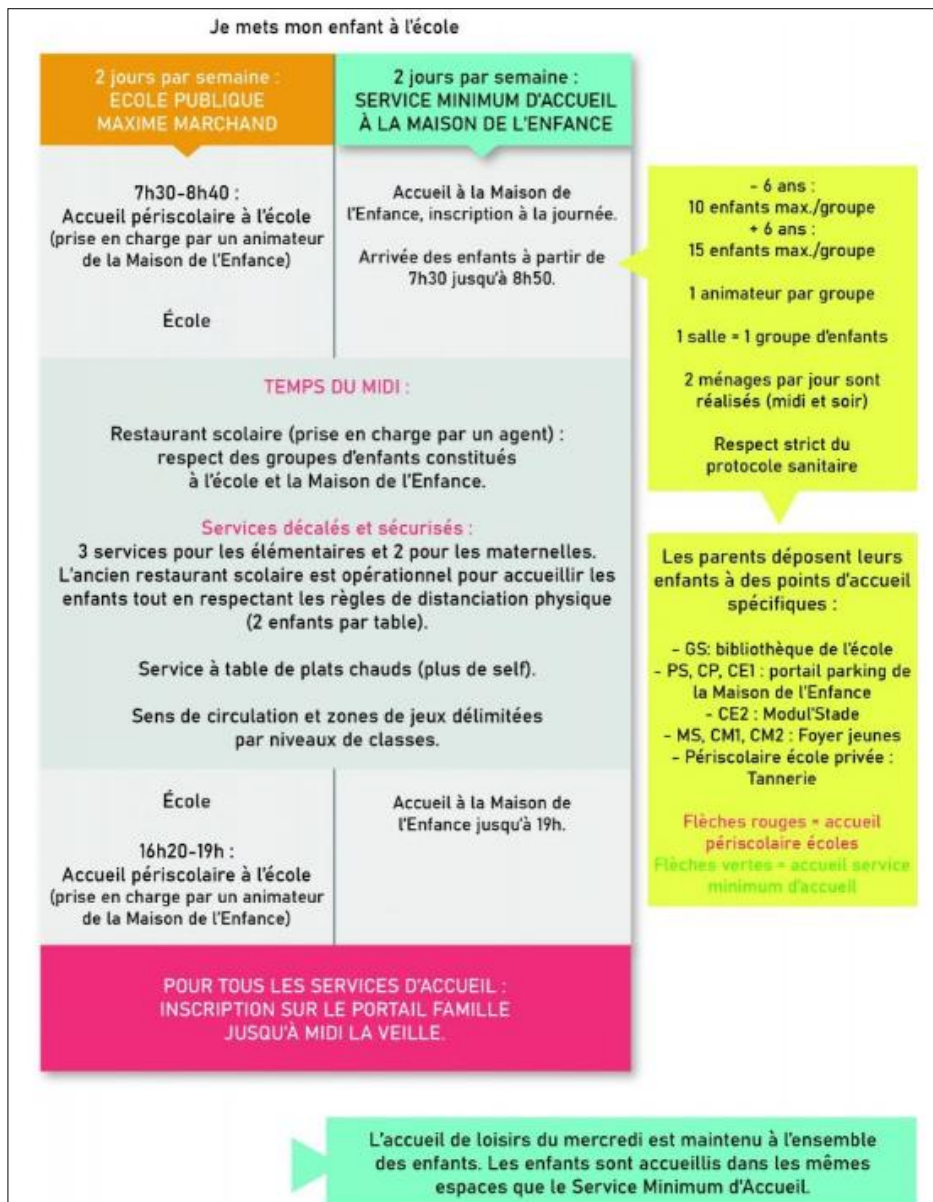 Je mets mon enfant à l'école
2 jours par semaine :
ECOLE PUBLIQUE
MAXIME MARCHAND
2 jours par semaine :
SERVICE MINIMUM D'ACCUEIL
À LA MAISON DE L'ENFANCE
7h30-8h40 :
Accueil périscolaire à l'école
(prise en charge par un animateur
de la Maison de l'Enfance)
École
Accueil à la Maison de
l'Enfance, inscription à la journée.
Arrivée des enfants à partir de
7h30 jusqu'à 8h50.
- 6 ans :
10 enfants max./groupe
+ 6 ans :
15 enfants max./groupe
1 animateur par groupe
1 salle = 1 groupe d'enfants
2 ménages par jour sont
réalisés (midi et soir)
Respect strict du
protocole sanitaire
TEMPS DU MIDI :
Restaurant scolaire (prise en charge par un agent) :
respect des groupes d'enfants constitués
à l'école et la Maison de l'Enfance.
Services décalés et sécurisés :
3 services pour les élémentaires et 2 pour les maternelles.
L'ancien restaurant scolaire est opérationnel pour accueillir les
enfants tout en respectant les règles de distanciation physique
(2 enfants par table).
Service à table de plats chauds (plus de self).
Sens de circulation et zones de jeux délimitées
par niveaux de classes.
Les parents déposent leurs
enfants à des points d'accueil
spécifiques :
- GS: bibliothèque de l'école
- PS, CP, CE1 : portail parking de
la Maison de l'Enfance
- CE2 : Modul'Stade
- MS, CM1, CM2 : Foyer jeunes
- Périscolaire école privée :
Tannerie
Flèches rouges = accueil
périscolaire écoles
Flèches vertes = accueil service
minimum d'accueil
École
16h20-19h :
Accueil périscolaire à l'école
(prise en charge par un animateur
de la Maison de l'Enfance)
Accueil à la Maison de
l'Enfance jusqu'à 19h.
POUR TOUS LES SERVICES D'ACCUEIL :
INSCRIPTION SUR LE PORTAIL FAMILLE
JUSQU'À MIDI LA VEILLE.
L'accueil de loisirs du mercredi est maintenu à l'ensemble
des enfants. Les enfants sont accueillis dans les mêmes
espaces que le Service Minimum d'Accueil.